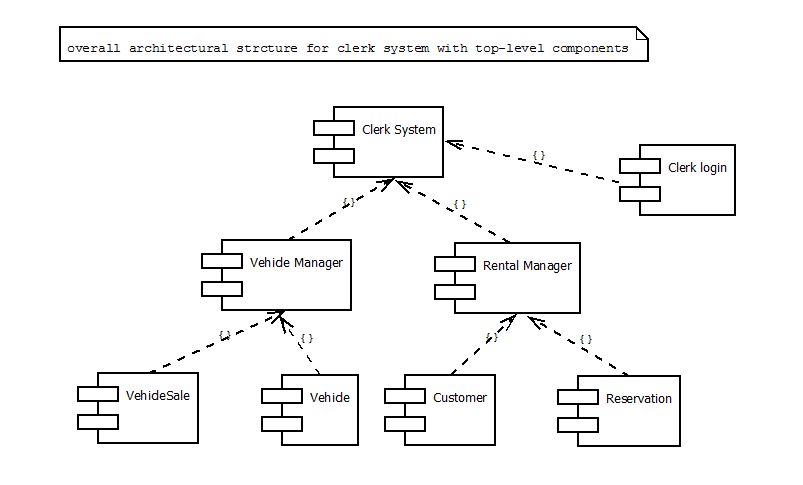 overall architectural strcture for clerk system with top-level components
Clerk System
{ }
Clerk login
{ }
{ }
Vehide Manager
Rental Manager
{ }
{ }
{ }
{ }
VehideSale
Vehide
Customer
Reservation